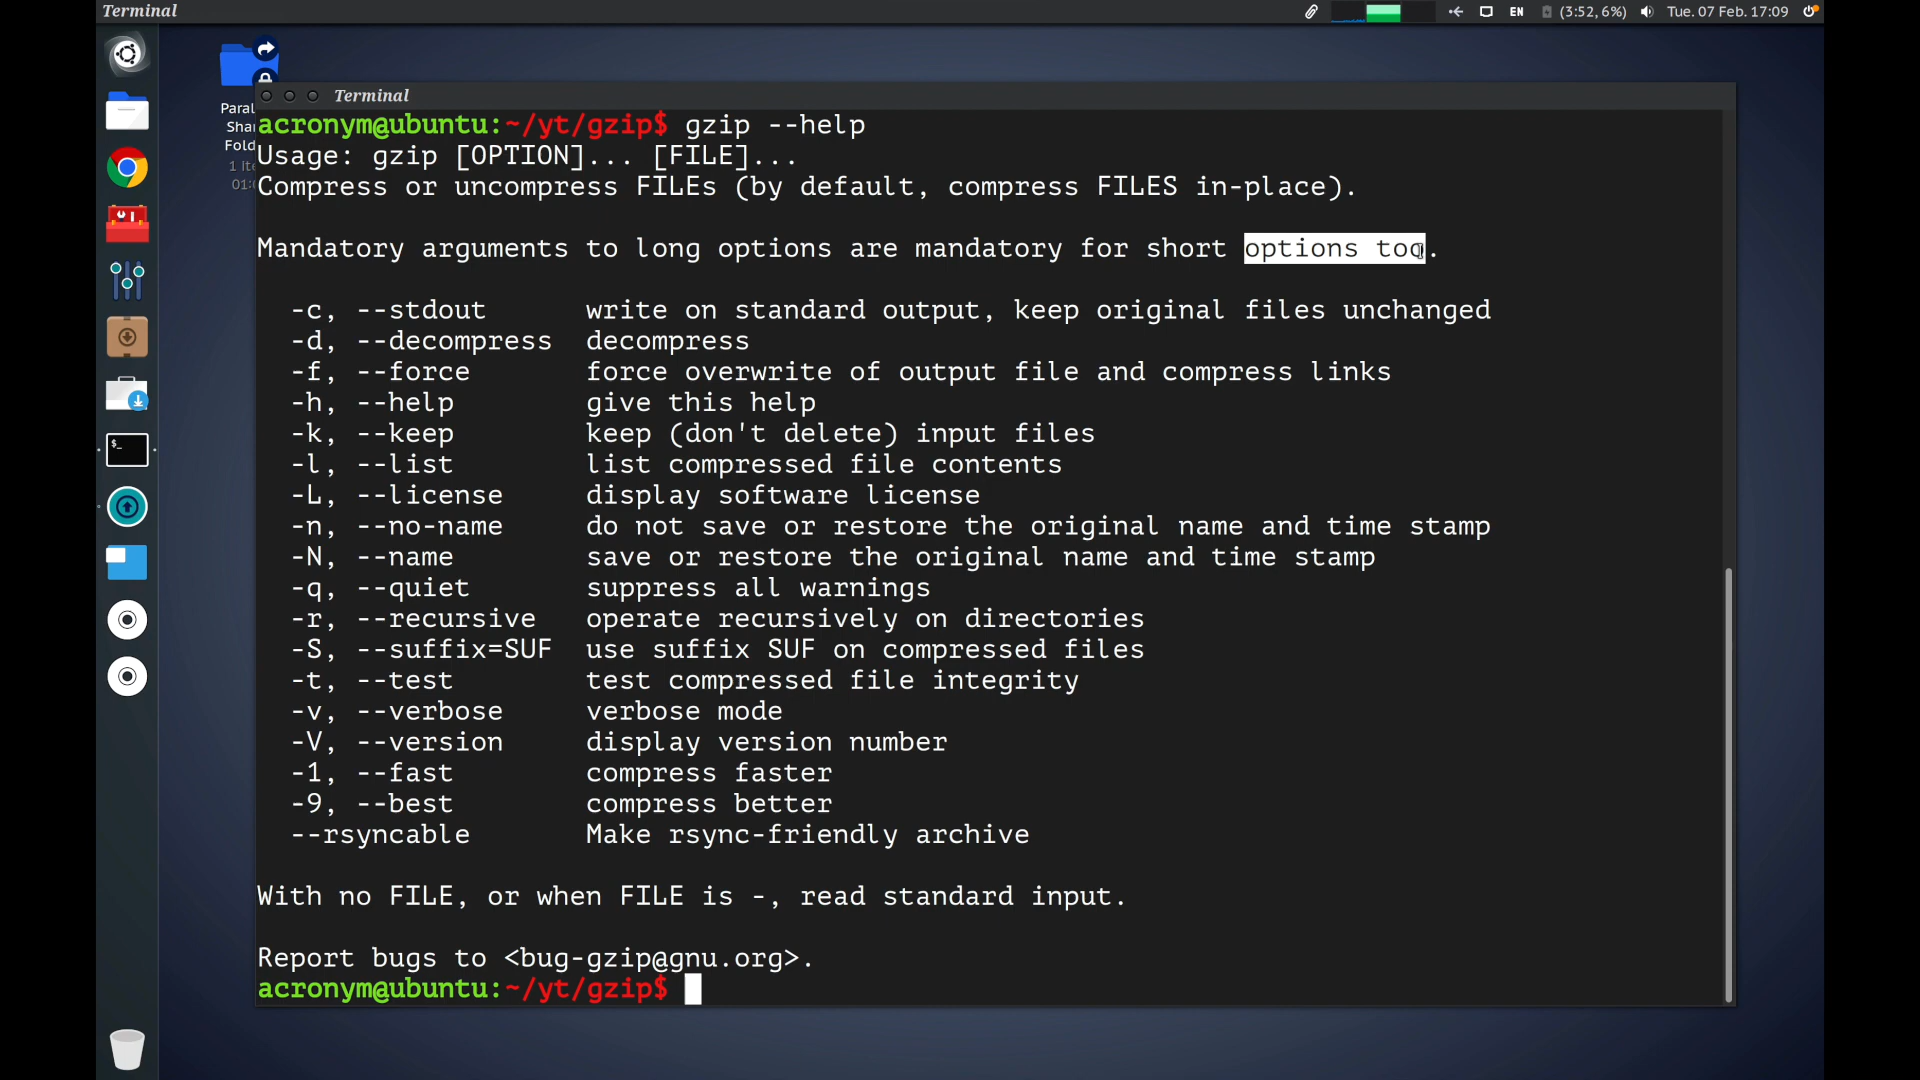 Terminal
EN
(3:52, 6%)
Tue. 07 Feb. 17:09
Paral
Sha
Fold
1 ite
01:
Terminal
acronym@ubuntu:~/yt/gzip$ gzip --help
Usage: gzip [OPTION]... [FILE]...
Compress or uncompress FILEs (by default, compress FILES in-place).
Mandatory arguments to long options are mandatory for short options too.
-c, --stdout write on standard output, keep original files unchanged
-d, --decompress decompress
-f, --force force overwrite of output file and compress links
-h, --help give this help
-k, --keep keep (don't delete) input files
-l, --list list compressed file contents
-L, --license display software license
-n, --no-name do not save or restore the original name and time stamp
-N, --name save or restore the original name and time stamp
-q, --quiet suppress all warnings
-r, --recursive operate recursively on directories
-S, --suffix=SUF use suffix SUF on compressed files
-t, --test test compressed file integrity
-v, --verbose verbose mode
-V, --version display version number
-1, --fast compress faster
-9, --best compress better
--rsyncable Make rsync-friendly archive
With no FILE, or when FILE is -, read standard input.
Report bugs to <bug-gzip@gnu.org>.
acronym@ubuntu:~/yt/gzip$